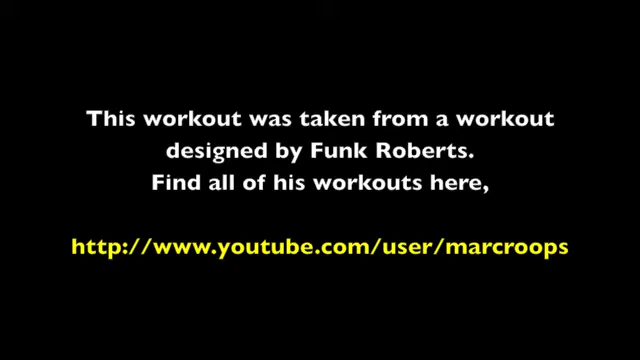 This workout was taken from a workout
designed by Funk Roberts.
Find all of his workouts here,
http://www.youtube.com/user/marcroops